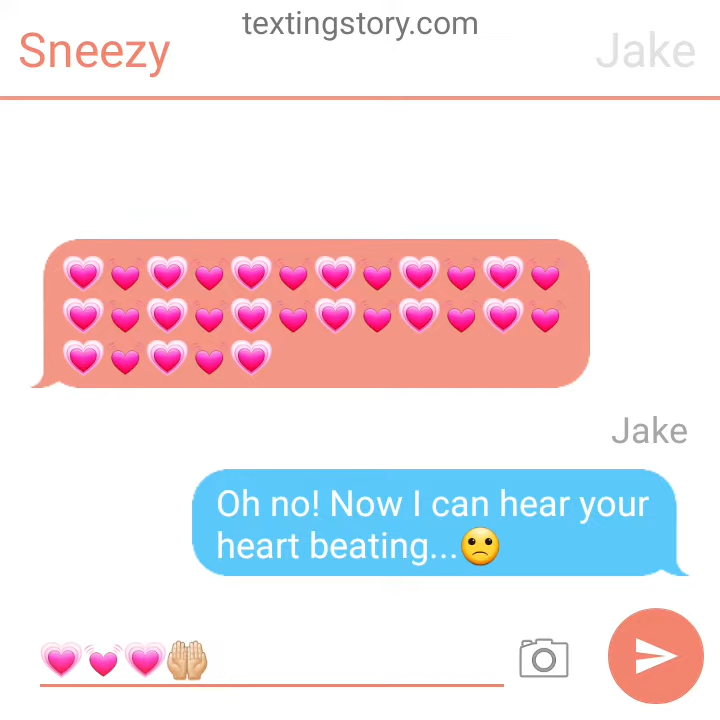 textingstory.com
Sneezy
Jake
💗💓💗💓💗💓💗💓💗💓💗💓
💗💓💗💓💗💓💗💓💗💓💗💓
💗💓💗💓💗
Jake
Oh no! Now I can hear your
heart beating...🙁
💗💓💗🤲🏼